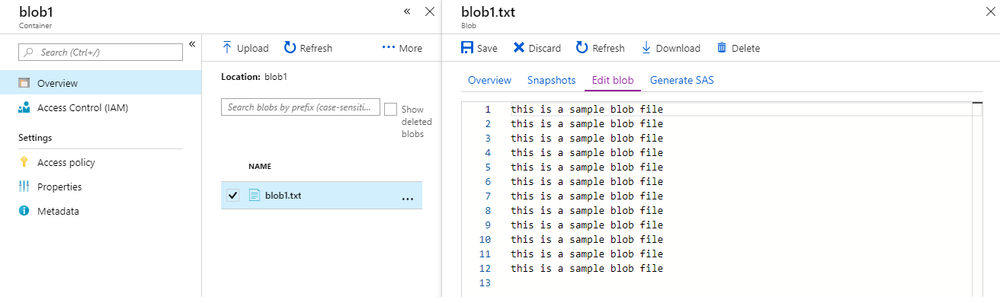 blob1
Container
Search (Ctrl+/)
Overview
Access Control (IAM)
Settings
Access policy
Properties
Metadata
Upload
Refresh
More
Location: blob1
Search blobs by prefix (case-sensiti...
Show
deleted
blobs
NAME
blob1.txt
blob1.txt
Blob
Save
Discard
Refresh
Download
Delete
Overview
Snapshots
Edit blob
Generate SAS
1 this is a sample blob file
2 this is a sample blob file
3 this is a sample blob file
4 this is a sample blob file
5 this is a sample blob file
6 this is a sample blob file
7 this is a sample blob file
8 this is a sample blob file
9 this is a sample blob file
10 this is a sample blob file
11 this is a sample blob file
12 this is a sample blob file
13